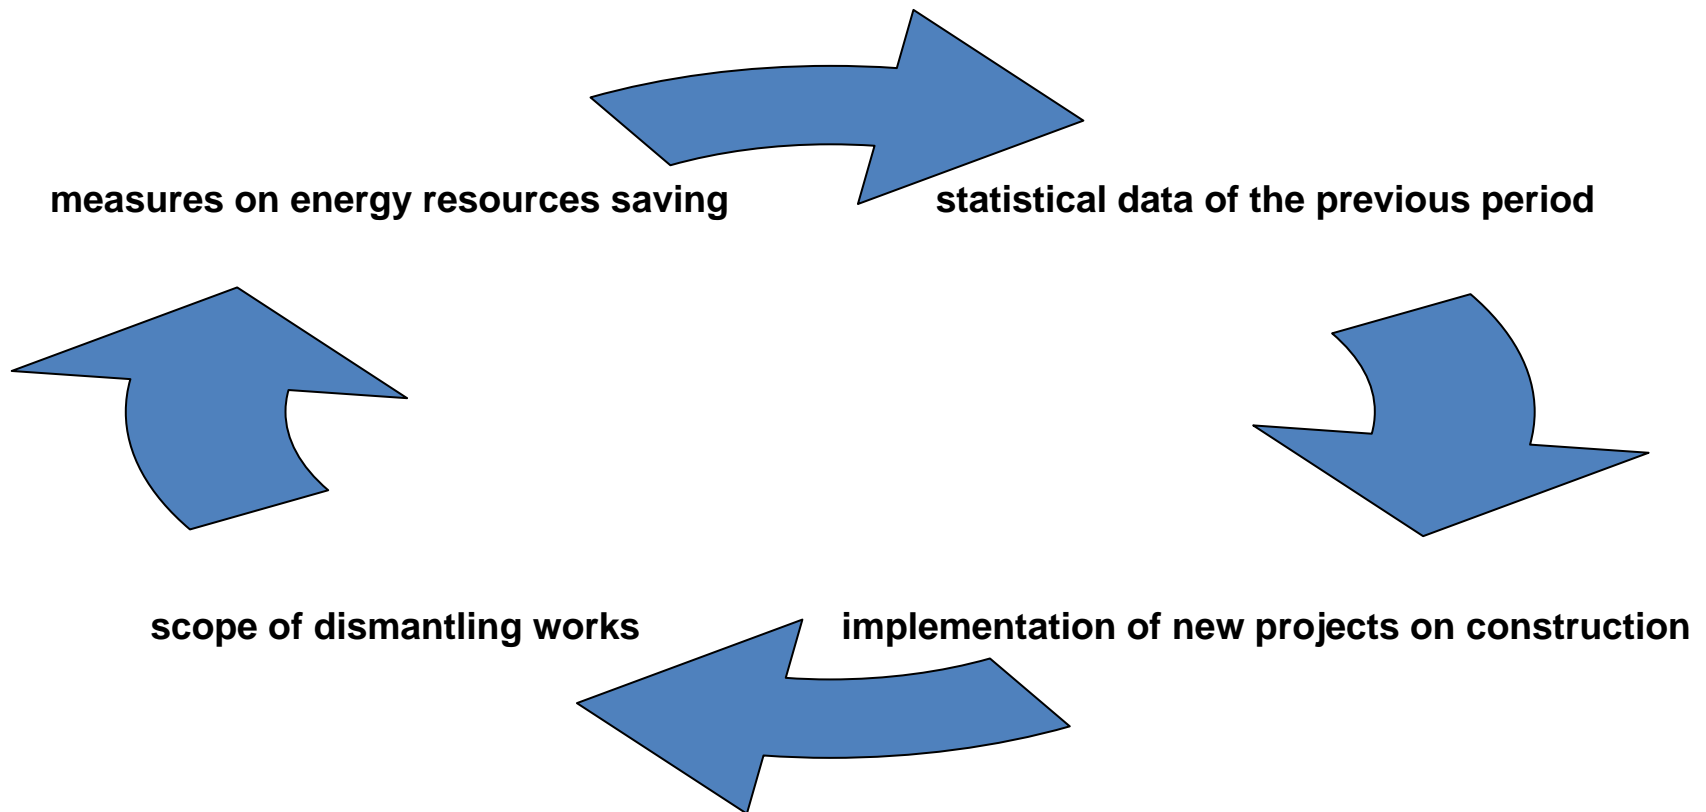 measures on energy resources saving
statistical data of the previous period
scope of dismantling works
implementation of new projects on construction